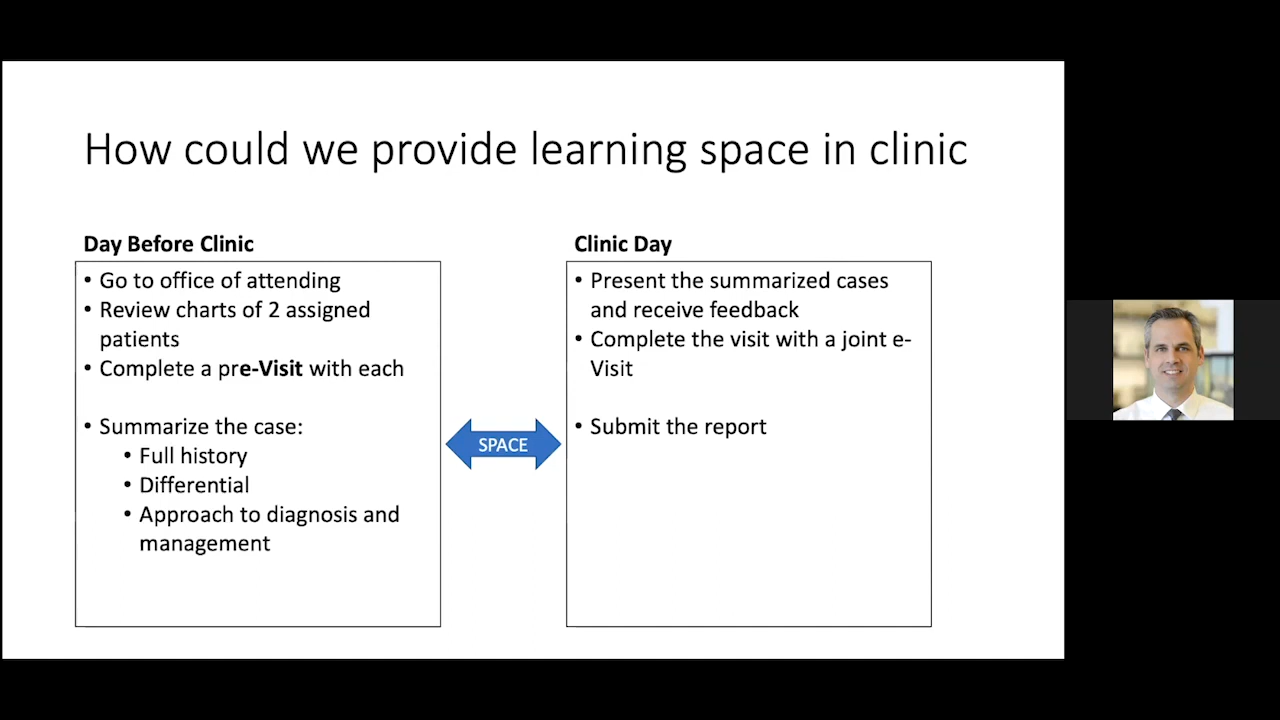 How could we provide learning space in clinic
Day Before Clinic
• Go to office of attending
• Review charts of 2 assigned
patients
• Complete a pre-Visit with each
• Summarize the case:
• Full history
• Differential
• Approach to diagnosis and
management
SPACE
Clinic Day
• Present the summarized cases
and receive feedback
• Complete the visit with a joint e-
Visit
• Submit the report